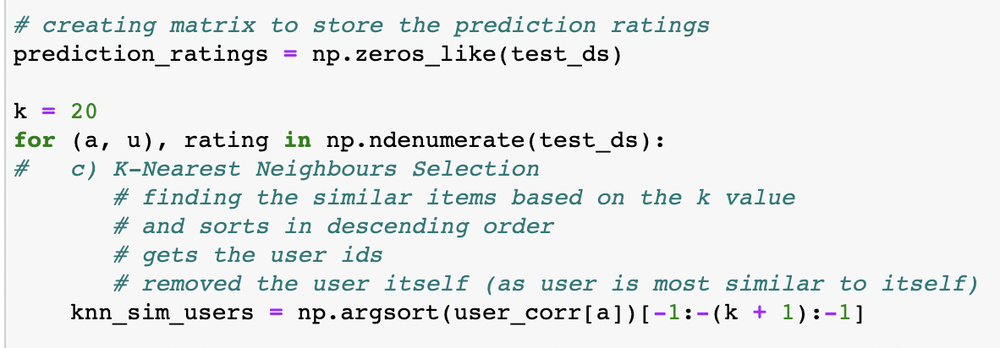 # creating matrix to store the prediction ratings
prediction_ratings = np.zeros_like(test_ds)
k = 20
for (a, u), rating in np.ndenumerate(test_ds):
#   c) K-Nearest Neighbours Selection
       # finding the similar items based on the k value
       # and sorts in descending order
       # gets the user ids
       # removed the user itself (as user is most similar to itself)
    knn_sim_users = np.argsort(user_corr[a])[-1:-(k + 1):-1]